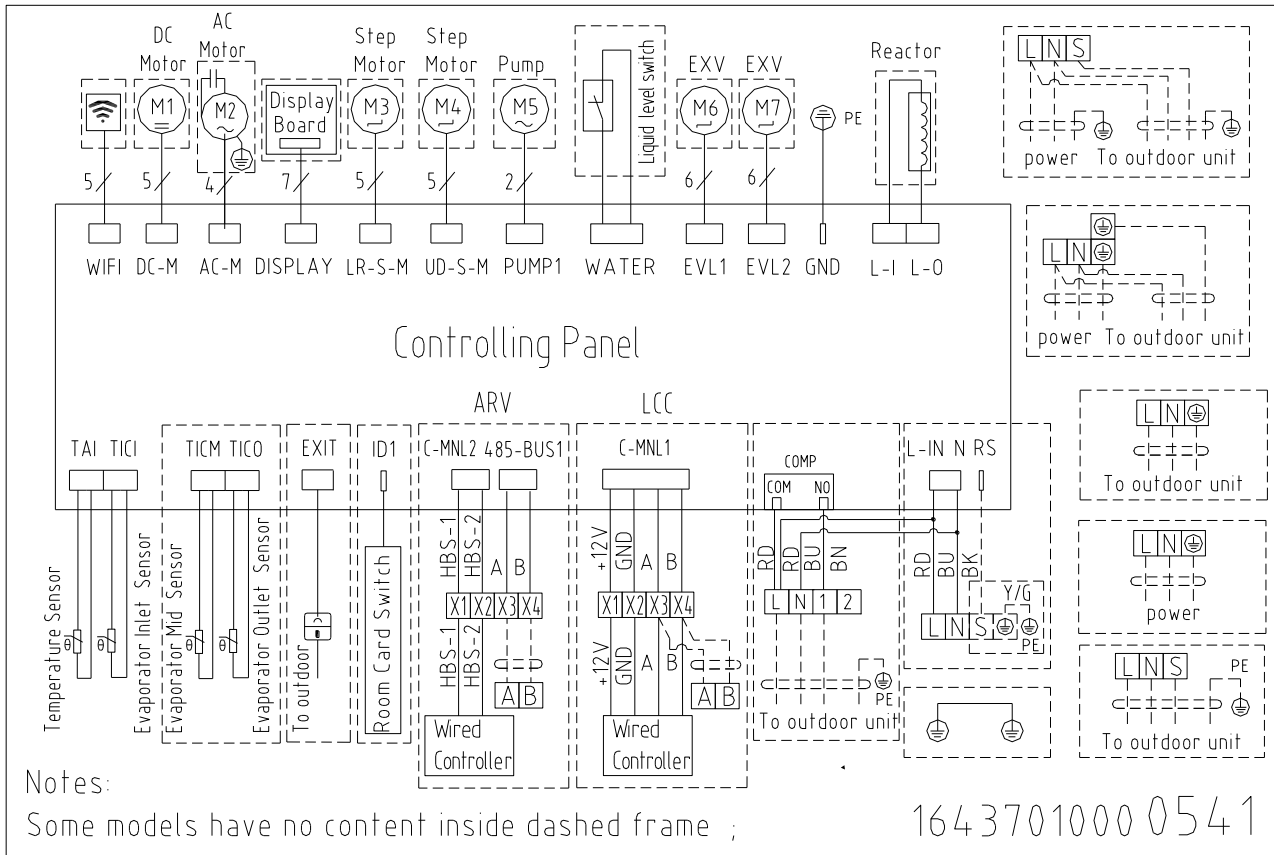 DC Motor
AC Motor
Step Motor
Step Motor
Pump
Liquid level switch
EXV
EXV
Reactor
M1
M2
Display Board
M3
M4
M5
M6
M7
PE
5
5
4
7
5
5
2
6
6
WIFI
DC-M
AC-M
DISPLAY
LR-S-M
UD-S-M
PUMP1
WATER
EVL1
EVL2
GND
L-I
L-O
L N S
power
To outdoor unit
L N
power
To outdoor unit
Controlling Panel
ARV
LCC
TAI
TICI
TICM
TICO
EXIT
ID1
C-MNL2
485-BUS1
C-MNL1
COMP
COM
NO
L-IN
N
RS
L N
To outdoor unit
L N
power
L N S
PE
To outdoor unit
Temperature Sensor
θ
θ
Evaporator Inlet Sensor
Evaporator Mid Sensor
θ
θ
Evaporator Outlet Sensor
To outdoor
Room Card Switch
HBS-1
HBS-2
A
B
X1 X2 X3 X4
HBS-1
HBS-2
A B
Wired Controller
+12V
GND
A
B
X1 X2 X3 X4
+12V
GND
A
B
A B
Wired Controller
RD
RD
BU
BN
L N 1 2
PE
To outdoor unit
RD
BU
BK
Y/G
L N S
PE
Notes:
Some models have no content inside dashed frame ;
1643701000 0541